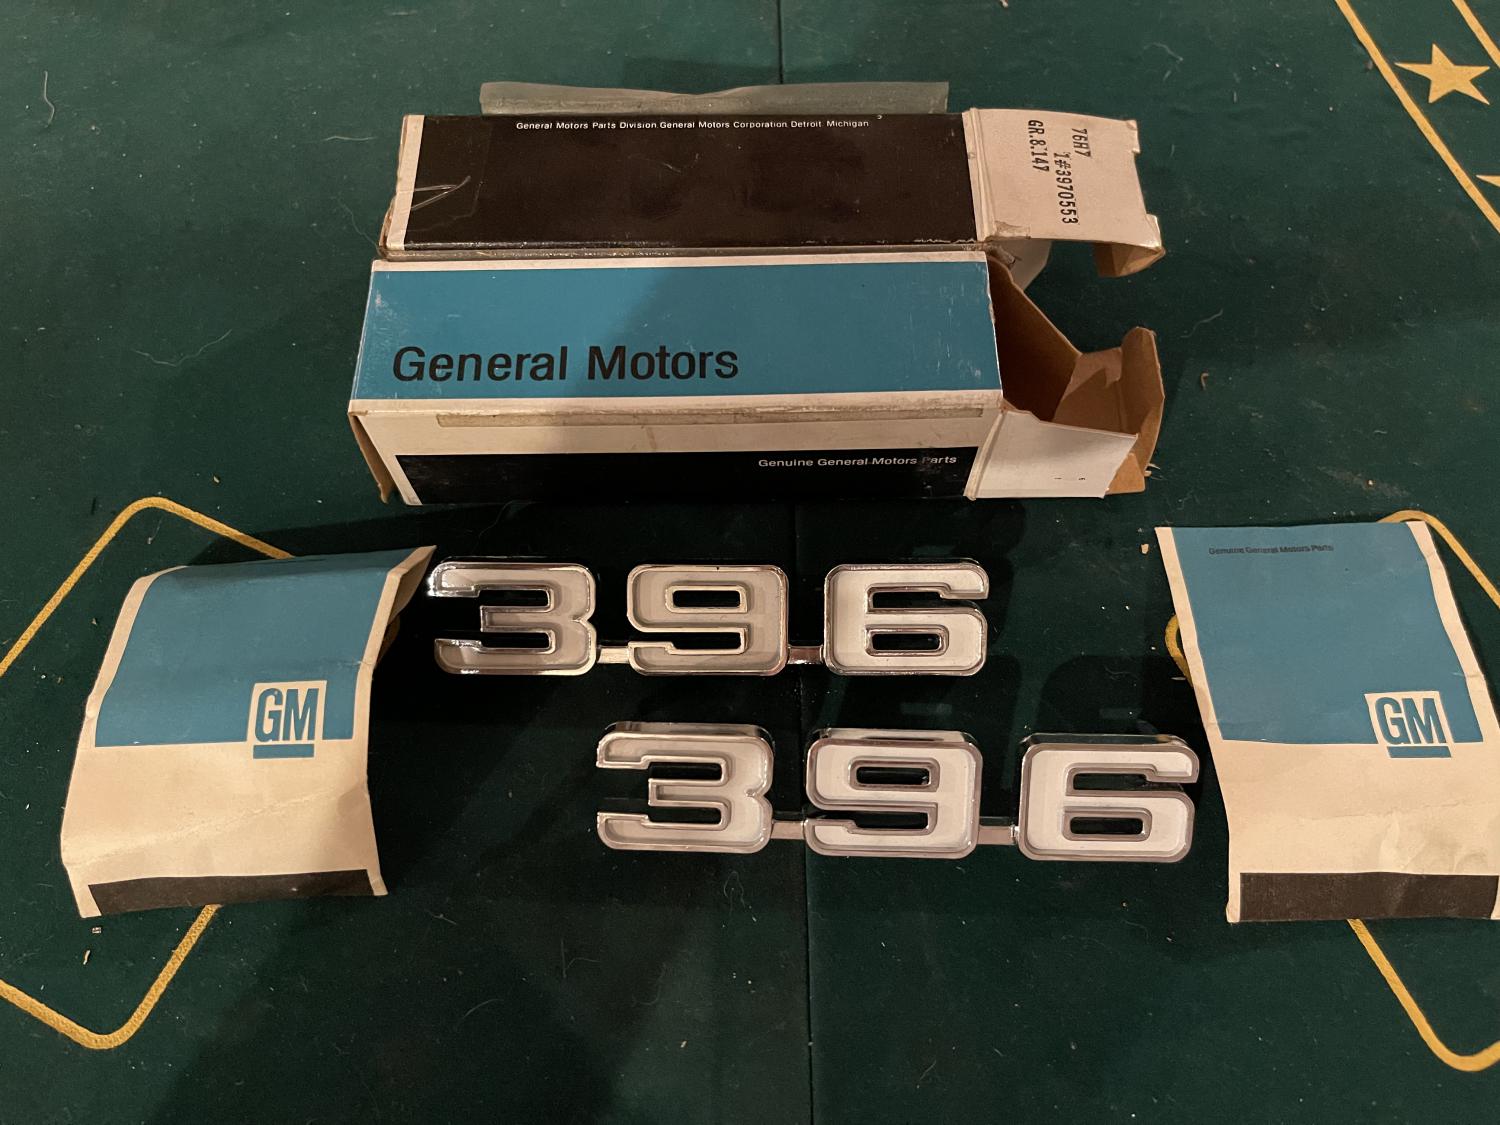 General Motors Parts Division, General Motors Corporation Detroit, Michigan
76H7
1#3970553
GR.8.147
General Motors
Genuine General Motors Parts
Genuine General Motors Parts
396
396
GM
GM